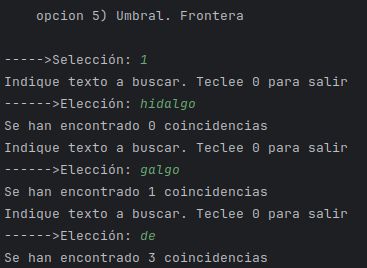 opcion 5) Umbral. Frontera
----->Selección: 1
Indique texto a buscar. Teclee 0 para salir
------>Elección: hidalgo
Se han encontrado 0 coincidencias
Indique texto a buscar. Teclee 0 para salir
------>Elección: galgo
Se han encontrado 1 coincidencias
Indique texto a buscar. Teclee 0 para salir
------>Elección: de
Se han encontrado 3 coincidencias